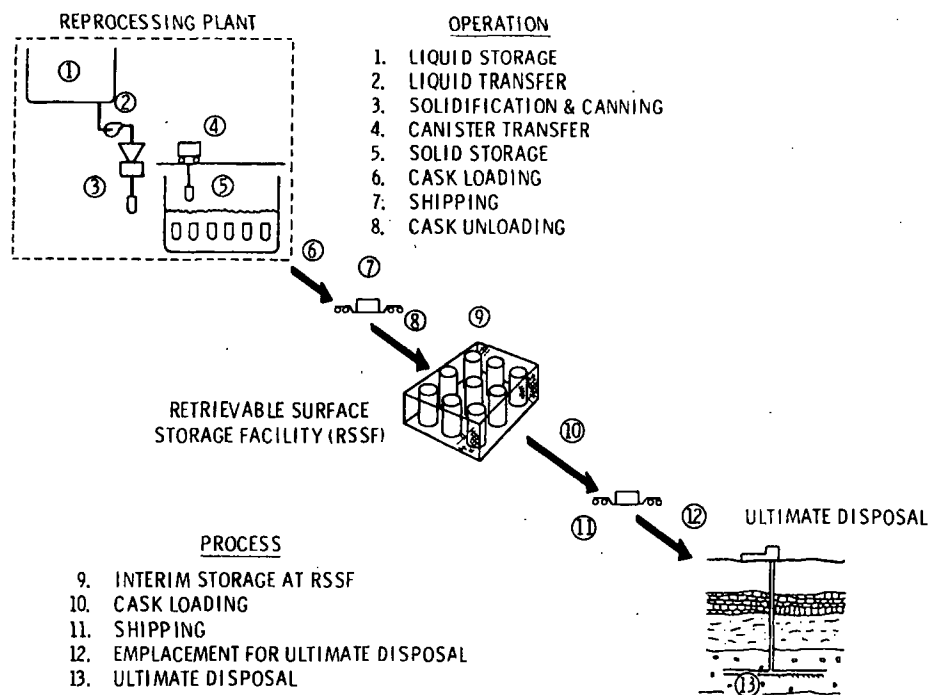 REPROCESSING PLANT
①
②
③
④
⑤
OPERATION
1. LIQUID STORAGE
2. LIQUID TRANSFER
3. SOLIDIFICATION & CANNING
4. CANISTER TRANSFER
5. SOLID STORAGE
6. CASK LOADING
7. SHIPPING
8. CASK UNLOADING
⑥
⑦
⑧
⑨
RETRIEVABLE SURFACE
STORAGE FACILITY (RSSF)
⑩
⑪
⑫
ULTIMATE DISPOSAL
⑬
PROCESS
9. INTERIM STORAGE AT RSSF
10. CASK LOADING
11. SHIPPING
12. EMPLACEMENT FOR ULTIMATE DISPOSAL
13. ULTIMATE DISPOSAL